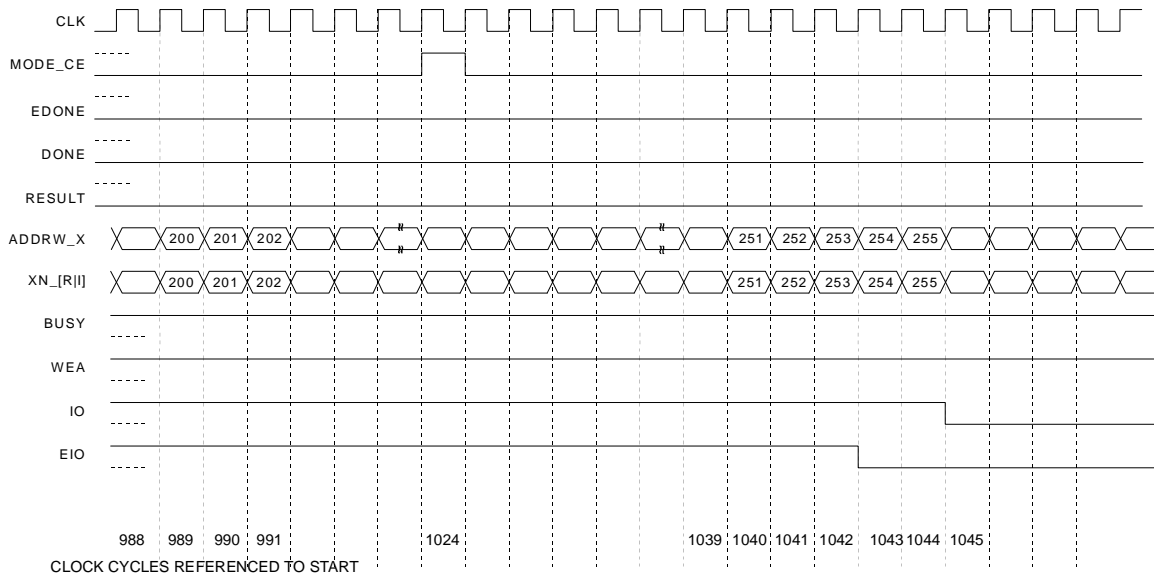 CLK
MODE_CE
EDONE
DONE
RESULT
ADDRW_X 200 201 202 251 252 253 254 255
XN_[R|I] 200 201 202 251 252 253 254 255
BUSY
WEA
IO
EIO
988 989 990 991 1024 1039 1040 1041 1042 1043 1044 1045
CLOCK CYCLES REFERENCED TO START